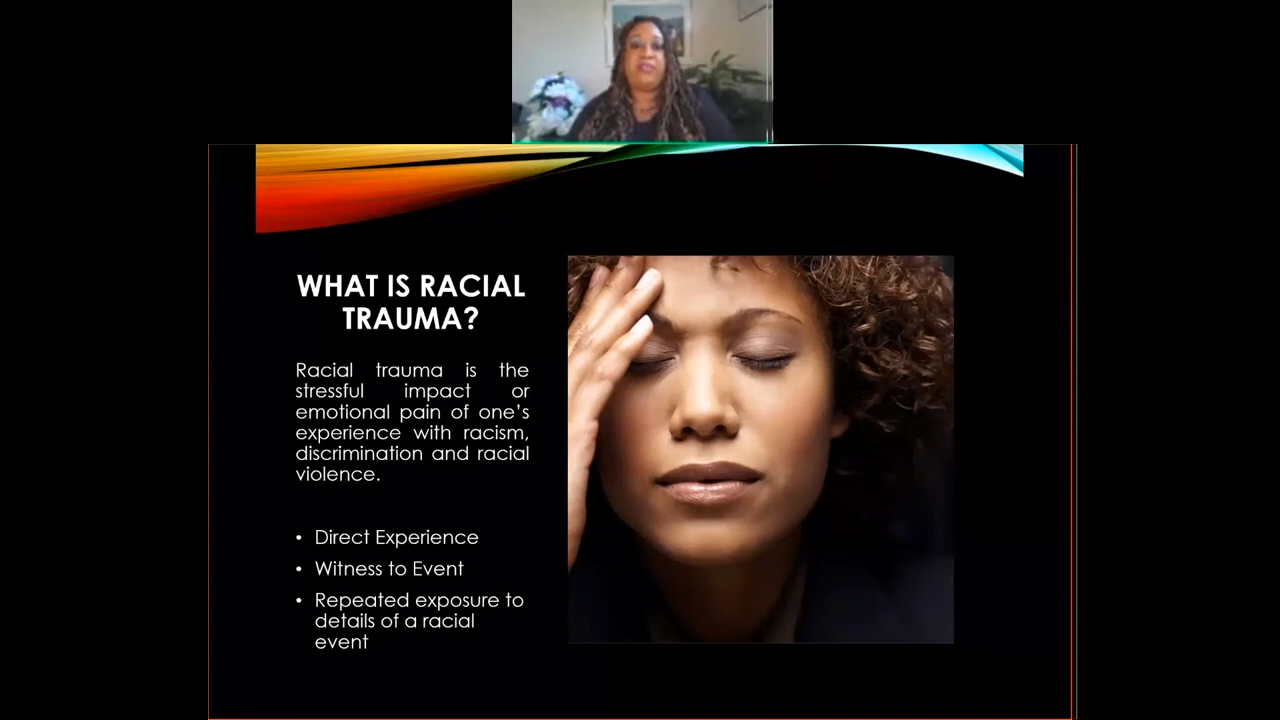 WHAT IS RACIAL
TRAUMA?
Racial trauma is the
stressful impact or
emotional pain of one’s
experience with racism,
discrimination and racial
violence.
• Direct Experience
• Witness to Event
• Repeated exposure to
details of a racial
event